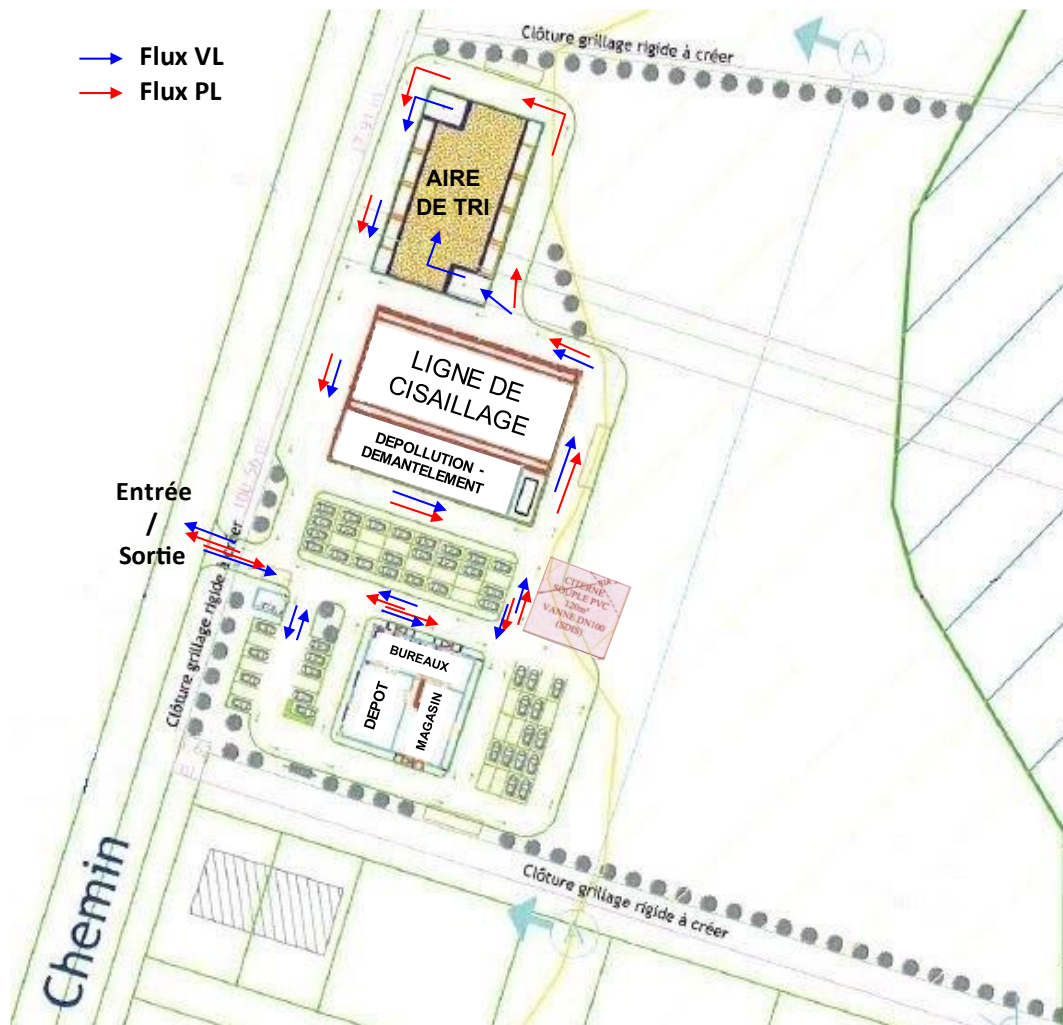 Flux VL
Flux PL
Clôture grillage rigide à créer
A
AIRE
DE TRI
LIGNE DE
CISAILLAGE
DEPOLLUTION -
DEMANTELEMENT
Entrée
/
Sortie
CITERNE
SOUPLE PVC
120m³
VANNE DN100
(SDIS)
BUREAUX
DEPOT
MAGASIN
Clôture grillage rigide à créer
Clôture grillage rigide à créer
A
Chemin